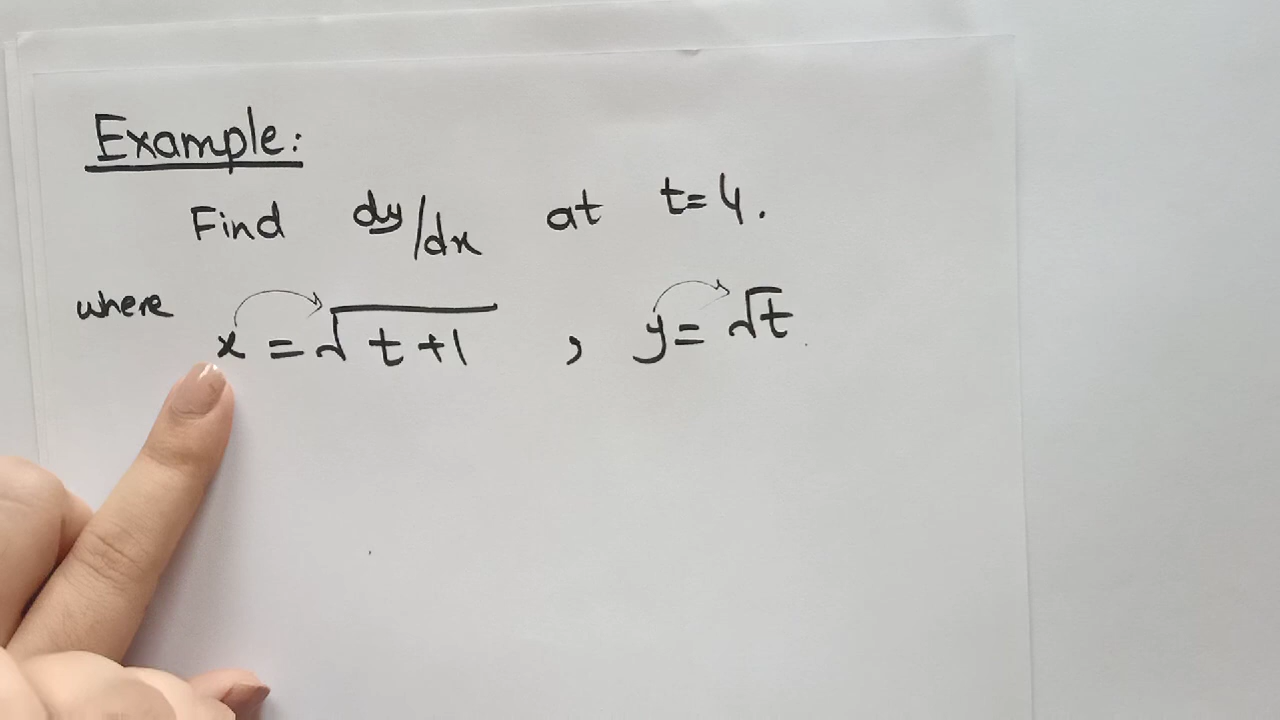 Example:
Find dy/dx at t=4.
where x = √(t+1) , y = √t